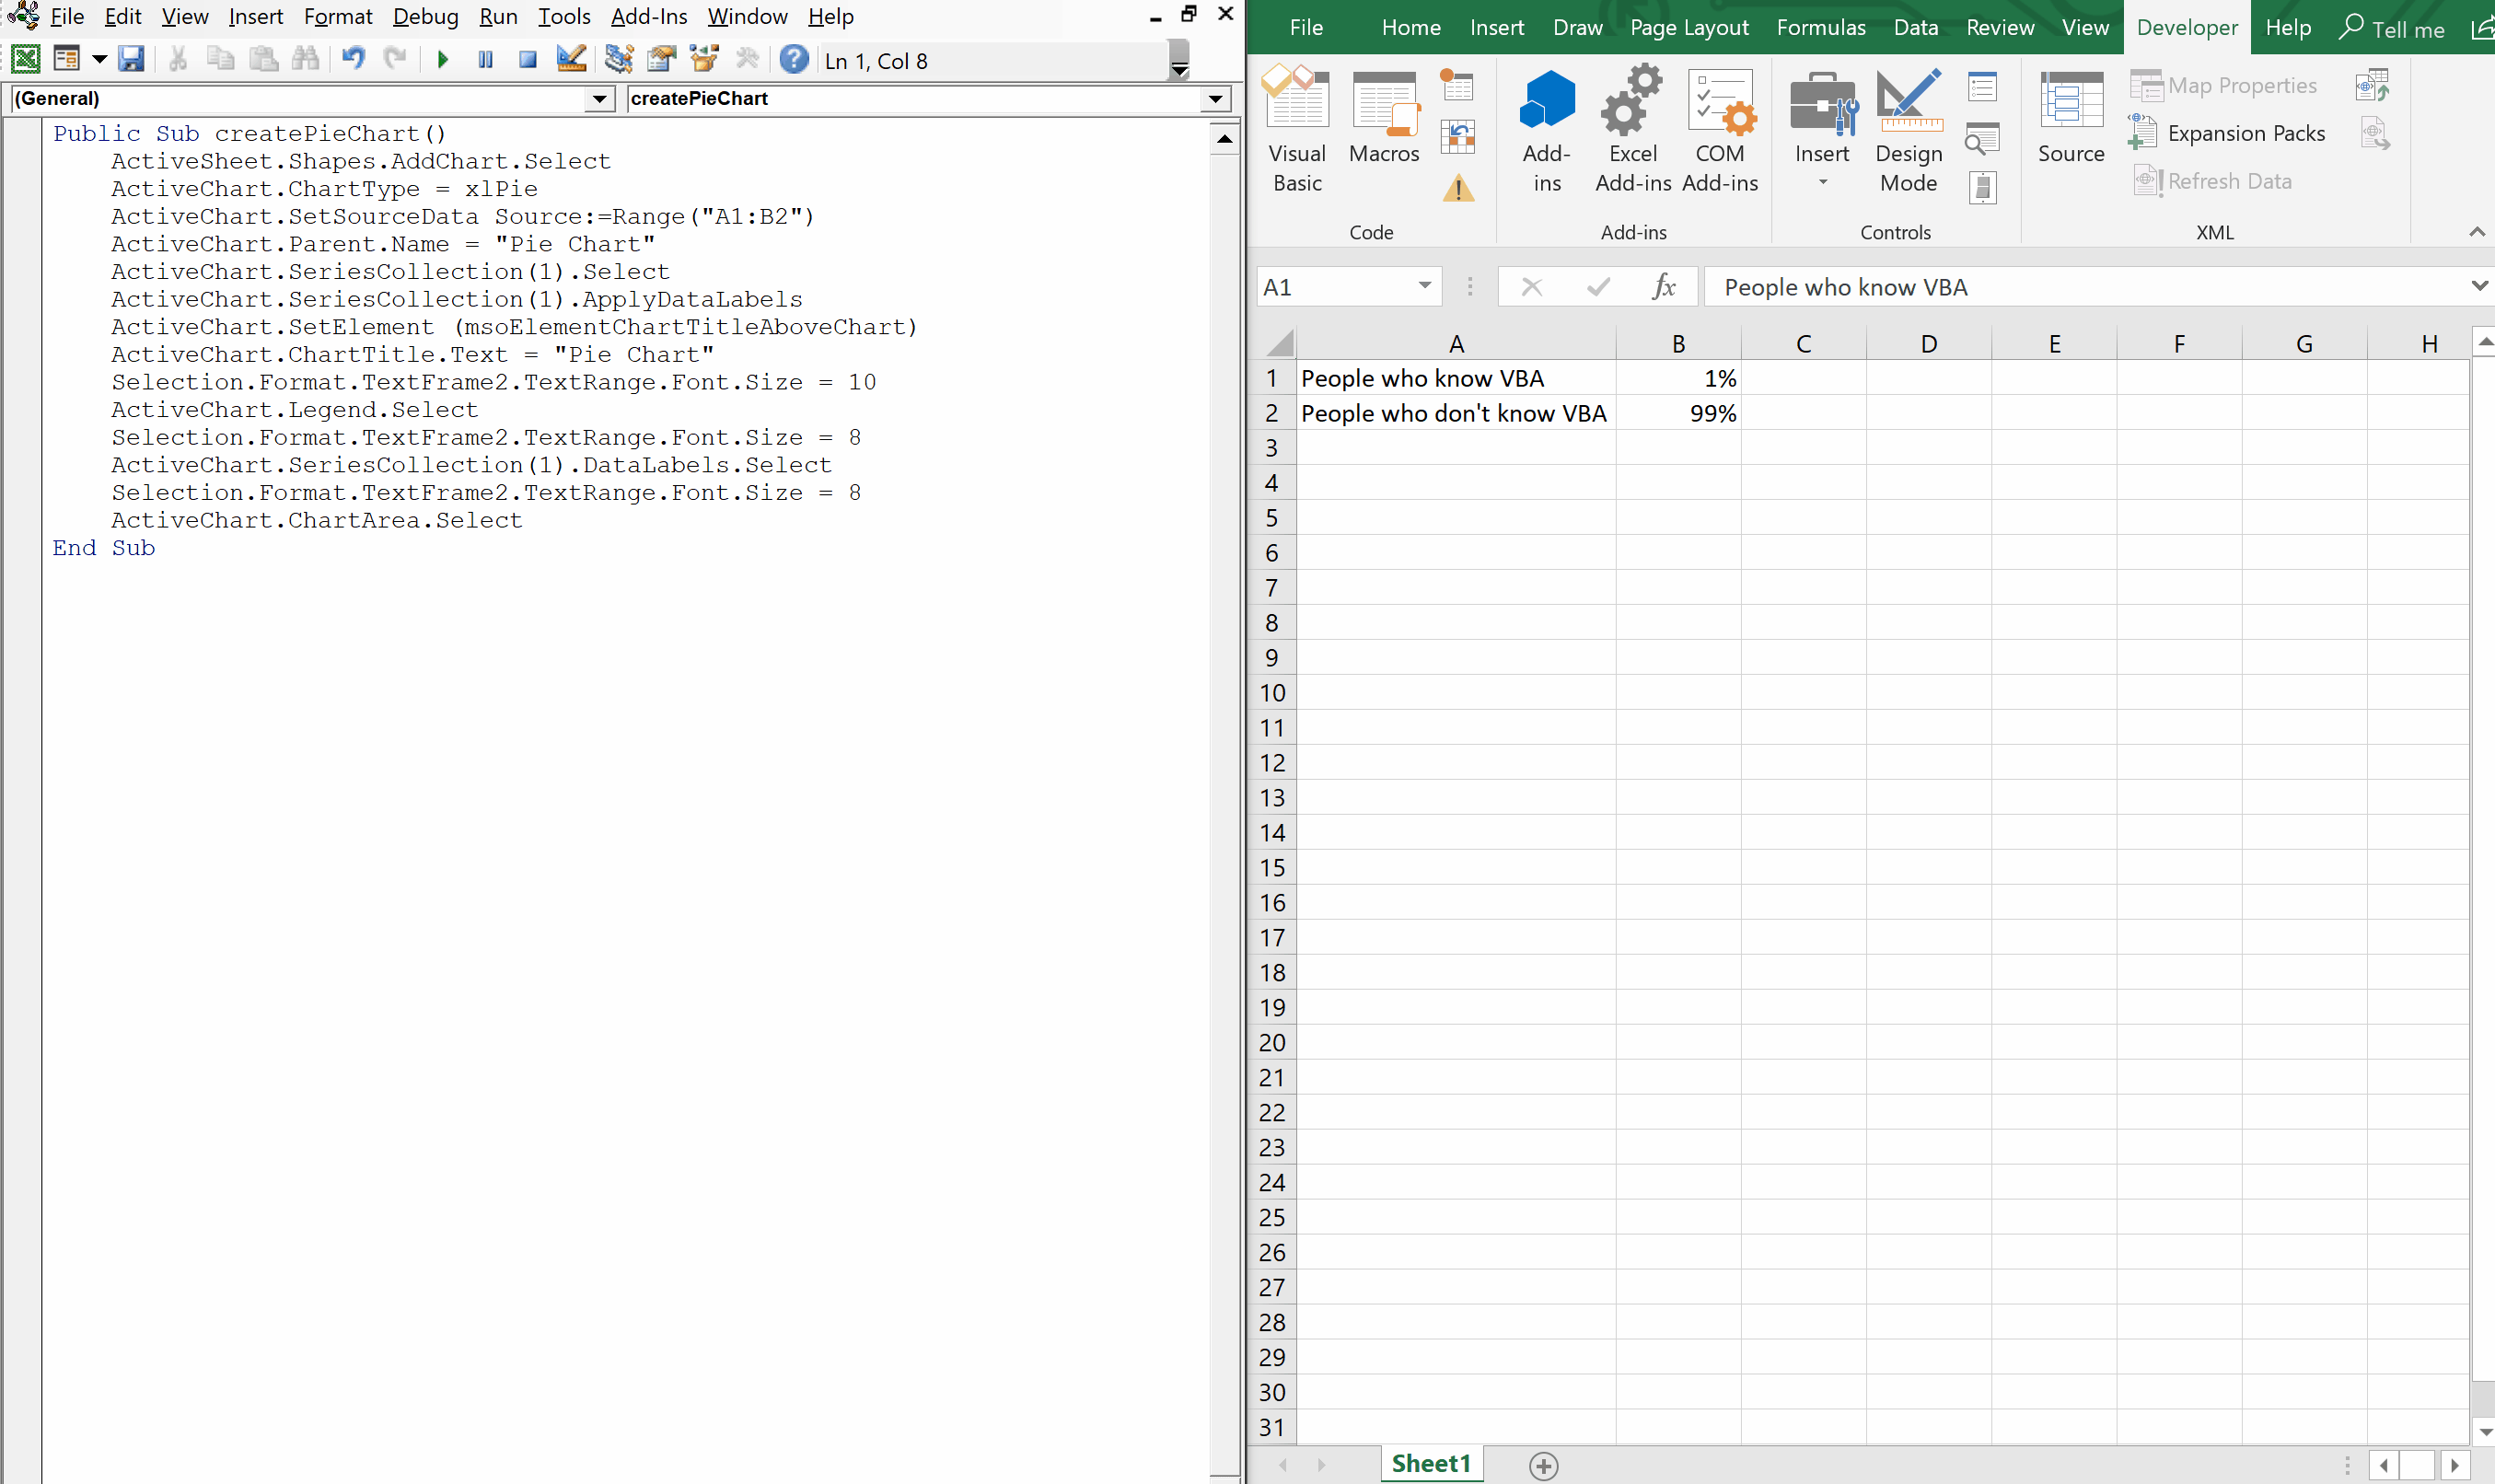 File Edit View Insert Format Debug Run Tools Add-Ins Window Help
Ln 1, Col 8
(General) createPieChart
Public Sub createPieChart()
ActiveSheet.Shapes.AddChart.Select
ActiveChart.ChartType = xlPie
ActiveChart.SetSourceData Source:=Range("A1:B2")
ActiveChart.Parent.Name = "Pie Chart"
ActiveChart.SeriesCollection(1).Select
ActiveChart.SeriesCollection(1).ApplyDataLabels
ActiveChart.SetElement (msoElementChartTitleAboveChart)
ActiveChart.ChartTitle.Text = "Pie Chart"
Selection.Format.TextFrame2.TextRange.Font.Size = 10
ActiveChart.Legend.Select
Selection.Format.TextFrame2.TextRange.Font.Size = 8
ActiveChart.SeriesCollection(1).DataLabels.Select
Selection.Format.TextFrame2.TextRange.Font.Size = 8
ActiveChart.ChartArea.Select
End Sub
File Home Insert Draw Page Layout Formulas Data Review View Developer Help Tell me
Visual Basic
Macros
Code
Add-ins
Excel Add-ins
COM Add-ins
Add-ins
Insert
Design Mode
Controls
Source
Map Properties
Expansion Packs
Refresh Data
XML
A1 fx People who know VBA
A B C D E F G H
1 People who know VBA 1%
2 People who don't know VBA 99%
3
4
5
6
7
8
9
10
11
12
13
14
15
16
17
18
19
20
21
22
23
24
25
26
27
28
29
30
31
Sheet1